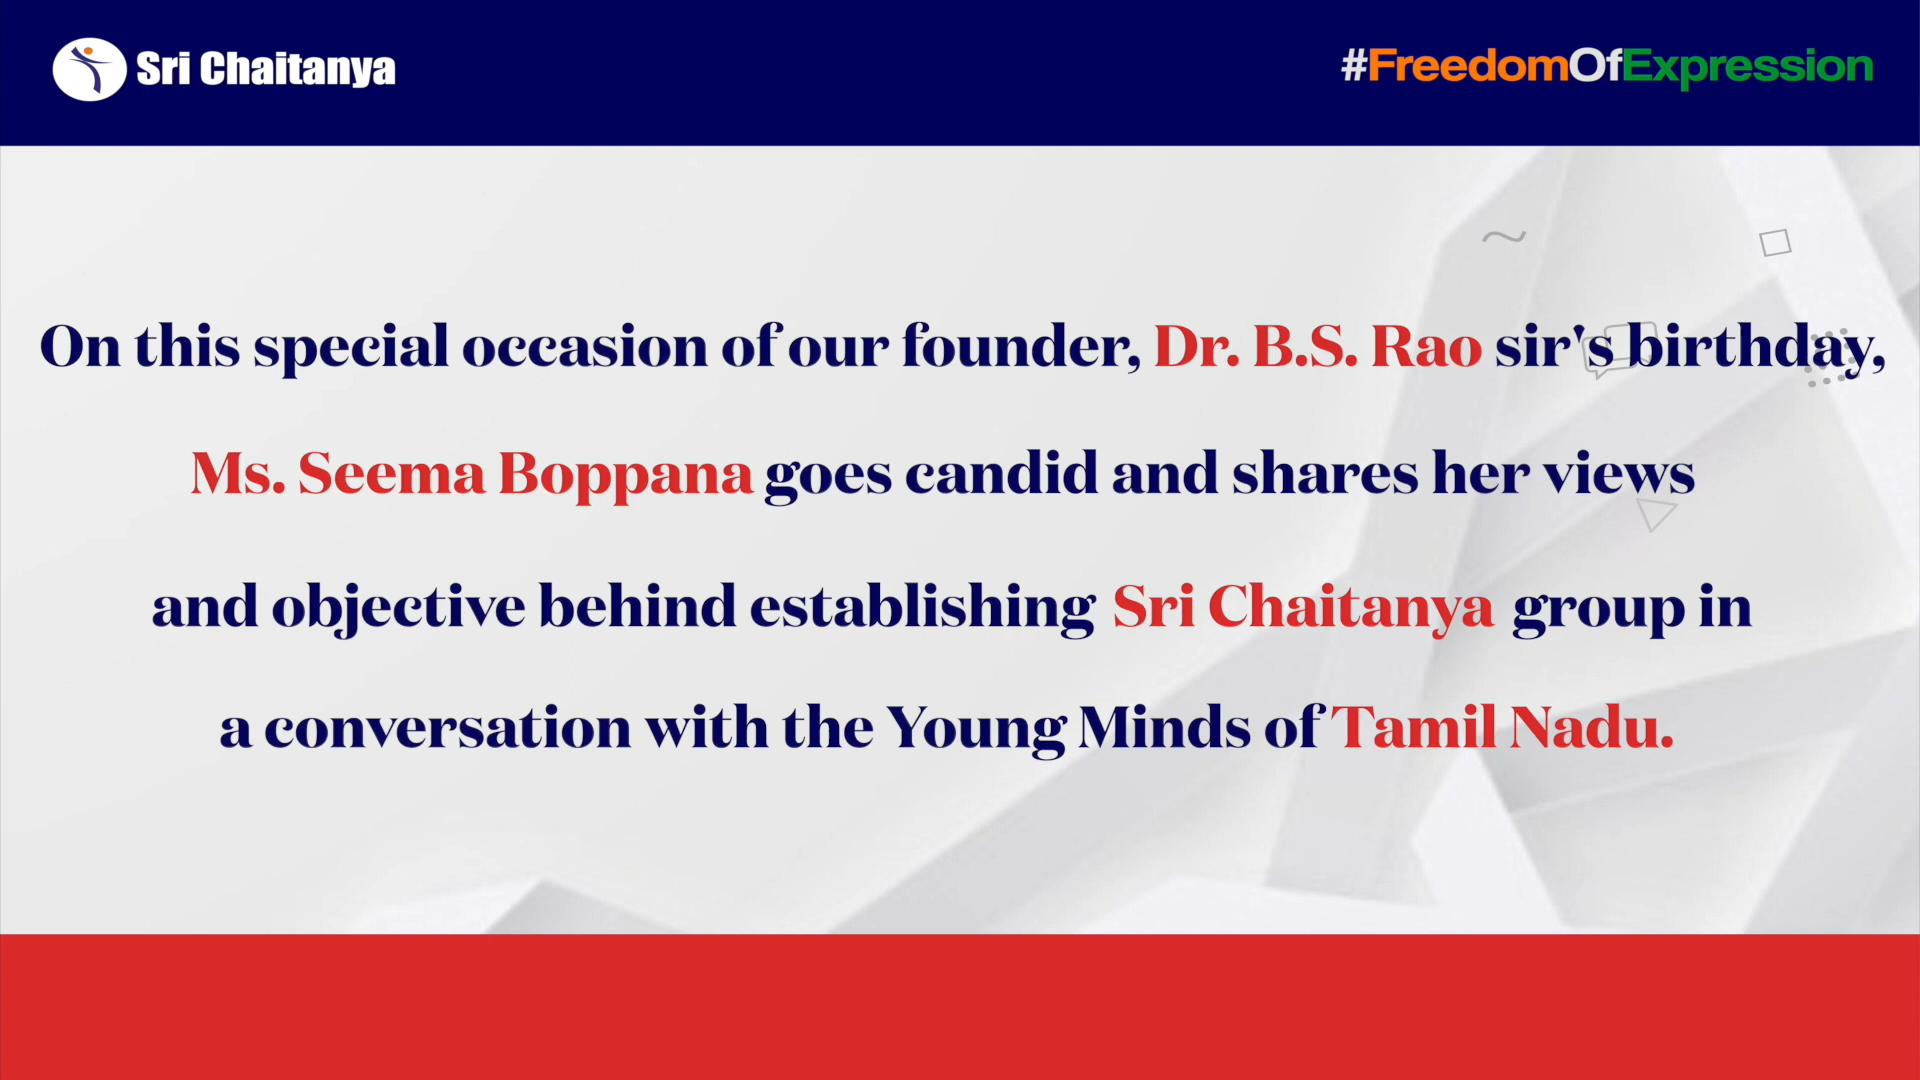 Sri Chaitanya
#FreedomOfExpression
On this special occasion of our founder, Dr. B.S. Rao sir's birthday,
Ms. Seema Boppana goes candid and shares her views
and objective behind establishing Sri Chaitanya group in
a conversation with the Young Minds of Tamil Nadu.